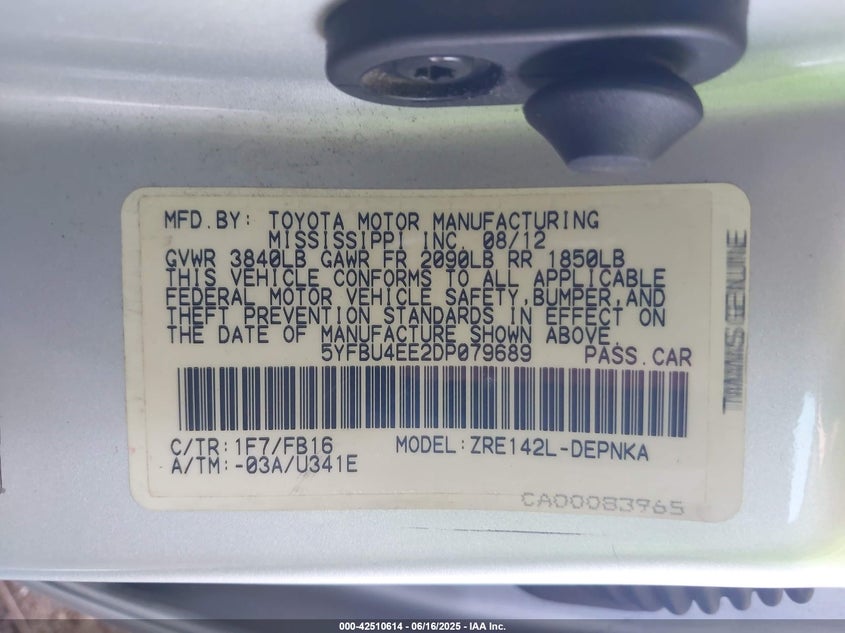 MFD.BY: TOYOTA MOTOR MANUFACTURING
MISSISSIPPI INC. 08/12
GVWR 3840LB GAWR FR 2090LB RR 1850LB
THIS VEHICLE CONFORMS TO ALL APPLICABLE
FEDERAL MOTOR VEHICLE SAFETY,BUMPER,AND
THEFT PREVENTION STANDARDS IN EFFECT ON
THE DATE OF MANUFACTURE SHOWN ABOVE.
5YFBU4EE2DP079689 PASS.CAR
C/TR:1F7/FB16 MODEL:ZRE142L-DEPNKA
A/TM:-03A/U341E
CA00083965
GENUINE
000-42510614 - 06/16/2025 - IAA Inc.